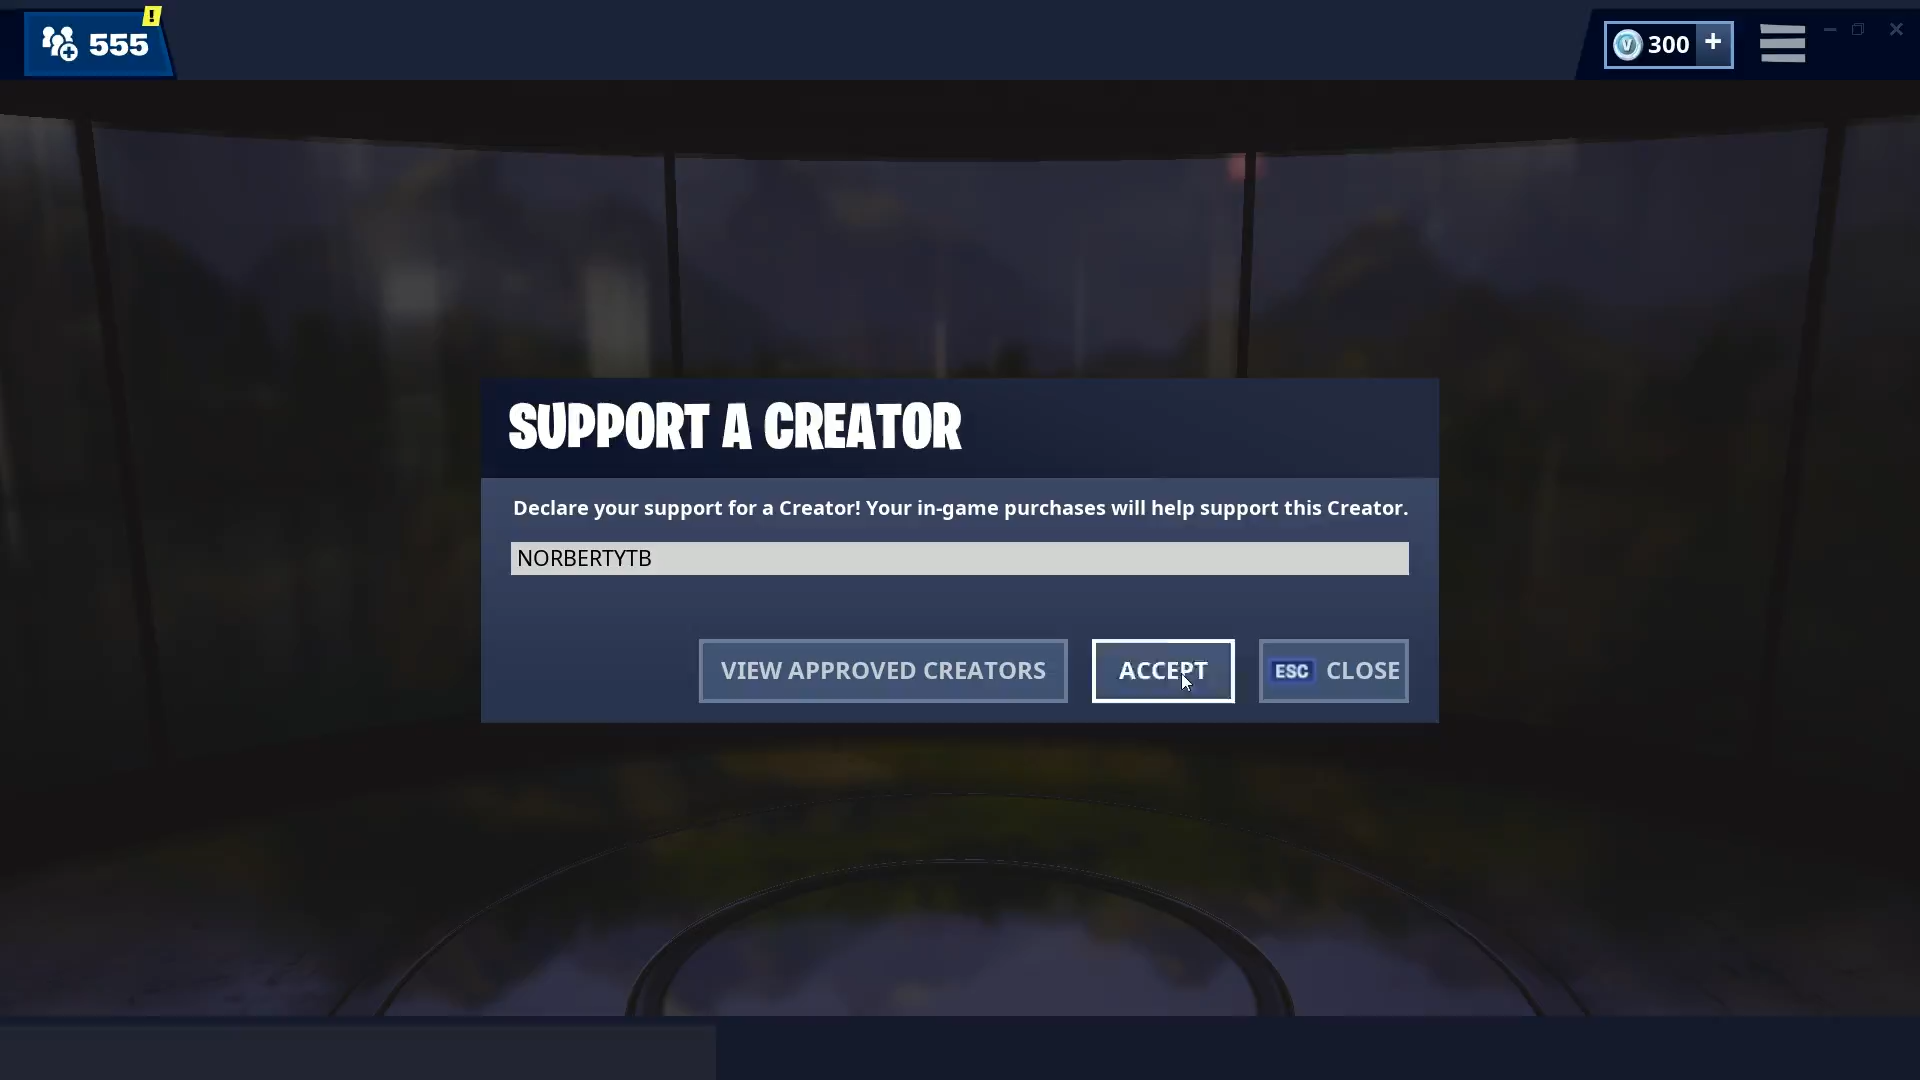 !
555
V 300 +
SUPPORT A CREATOR
Declare your support for a Creator! Your in-game purchases will help support this Creator.
NORBERTYTB
VIEW APPROVED CREATORS
ACCEPT
ESC CLOSE